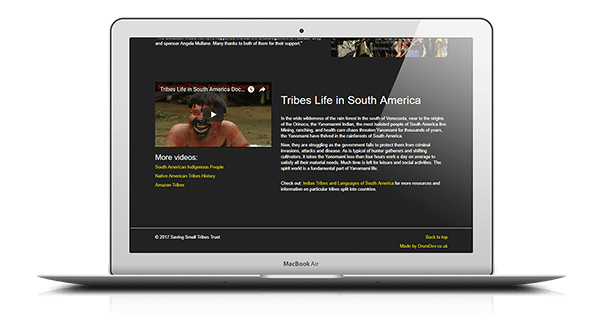 and sponsor Angela Mullane. Many thanks to both of them for their support."
Tribes Life in South America Doc...
Tribes Life in South America
In the wide wilderness of the rain forest in the south of Venezuela, near to the origins
of the Orinoco, the Yanomami Indian, the most isolated people of South America live.
Mining, ranching, and health care chaos threaten Yanomami for thousands of years,
the Yanomami have thrived in the rainforests of South America.
Now, they are struggling as the government fails to protect them from criminal
invasions, attacks and disease. As is typical of hunter gatherers and shifting
cultivators, it takes the Yanomami less than four hours work a day on average to
satisfy all their material needs. Much time is left for leisure and social activities. The
spirit world is a fundamental part of Yanomami life.
Check out: Indian Tribes and Languages of South America for more resources and
information on particular tribes split into countries.
More videos:
South American Indigenous People
Native American Tribes History
Amazon Tribes
© 2017 Saving Small Tribes Trust
Back to top
Made by DrumDev.co.uk
MacBook Air